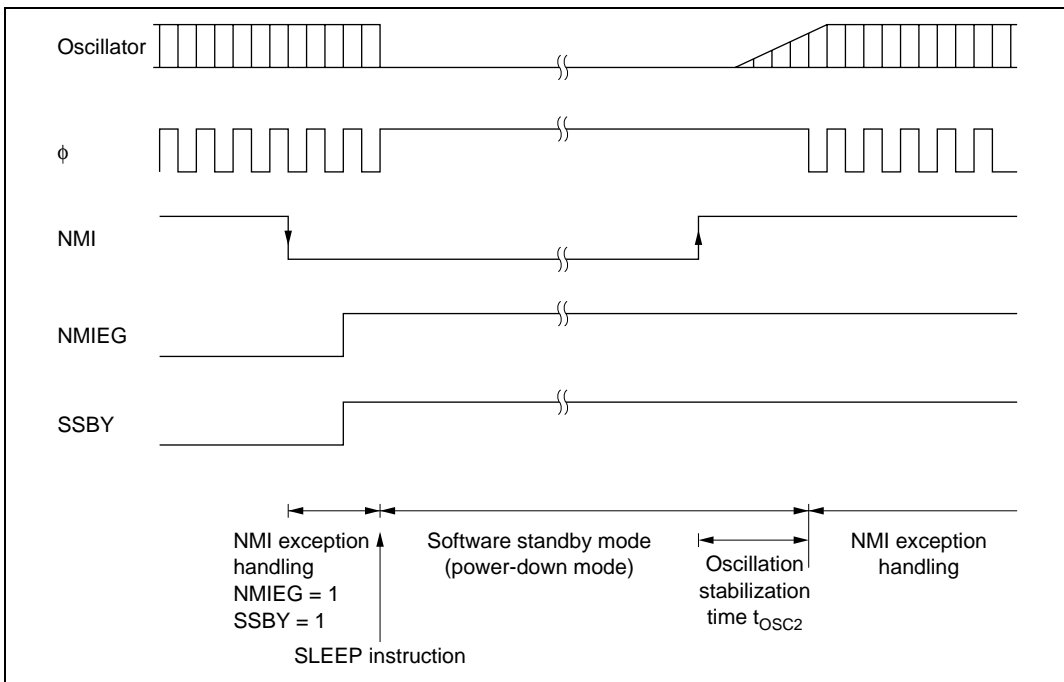 Oscillator
ϕ
NMI
NMIEG
SSBY
NMI exception
handling
NMIEG = 1
SSBY = 1
SLEEP instruction
Software standby mode
(power-down mode)
Oscillation
stabilization
time tOSC2
NMI exception
handling